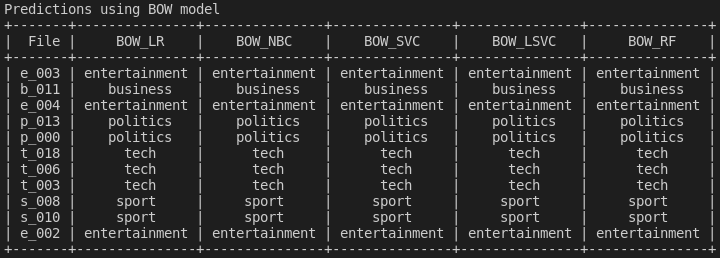 Predictions using BOW model
+-------+---------------+---------------+---------------+---------------+---------------+
|  File |     BOW_LR    |    BOW_NBC    |    BOW_SVC    |    BOW_LSVC   |     BOW_RF    |
+-------+---------------+---------------+---------------+---------------+---------------+
| e_003 | entertainment | entertainment | entertainment | entertainment | entertainment |
| b_011 |    business   |    business   |    business   |    business   |    business   |
| e_004 | entertainment | entertainment | entertainment | entertainment | entertainment |
| p_013 |    politics   |    politics   |    politics   |    politics   |    politics   |
| p_000 |    politics   |    politics   |    politics   |    politics   |    politics   |
| t_018 |      tech     |      tech     |      tech     |      tech     |      tech     |
| t_006 |      tech     |      tech     |      tech     |      tech     |      tech     |
| t_003 |      tech     |      tech     |      tech     |      tech     |      tech     |
| s_008 |     sport     |     sport     |     sport     |     sport     |     sport     |
| s_010 |     sport     |     sport     |     sport     |     sport     |     sport     |
| e_002 | entertainment | entertainment | entertainment | entertainment | entertainment |
+-------+---------------+---------------+---------------+---------------+---------------+